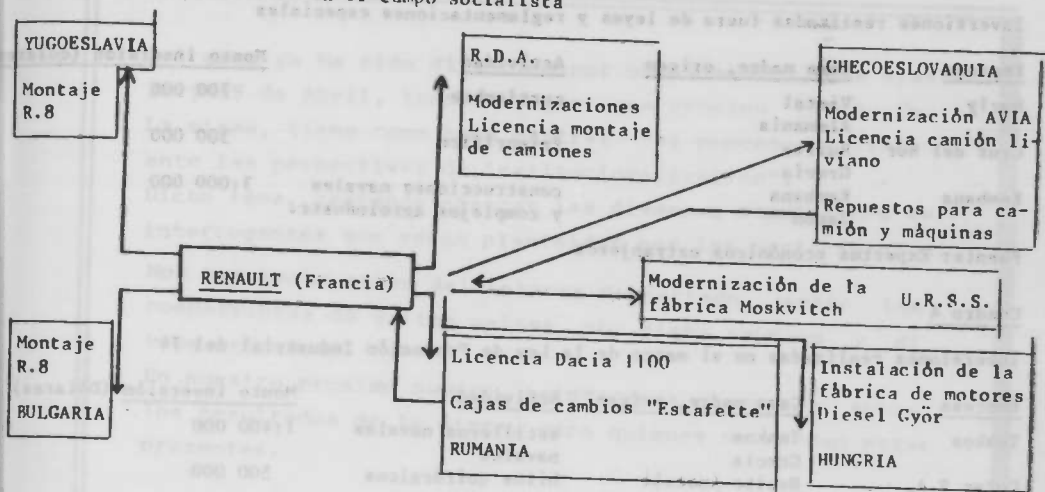 campo socialista
YUGOESLAVIA
Montaje
R.8
R.D.A.
Modernizaciones
Licencia montaje
de camiones
CHECOESLOVAQUIA
Modernización AVIA
Licencia camión li-
viano
Repuestos para ca-
mión y máquinas
RENAULT (Francia)
Modernización de la
fábrica Moskvitch
U.R.S.S.
Montaje
R.8
BULGARIA
Licencia Dacia 1100
Cajas de cambios "Estafette"
RUMANIA
Instalación de la
fábrica de motores
Diesel Györ
HUNGRIA